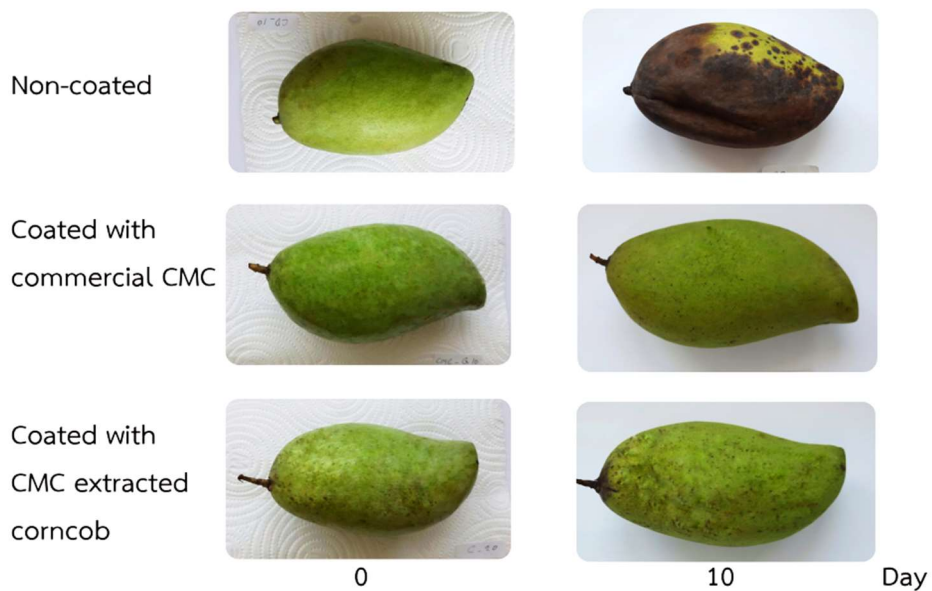 Non-coated
Coated with
commercial CMC
Coated with
CMC extracted
corncob
0 10 Day